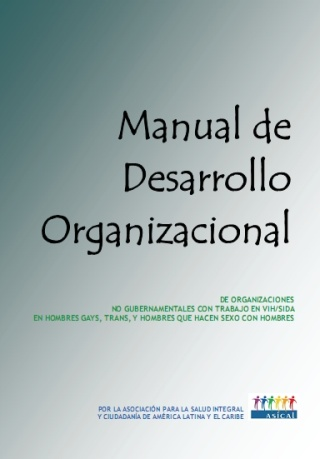 Manual de
Desarrollo
Organizacional
DE ORGANIZACIONES
NO GUBERNAMENTALES CON TRABAJO EN VIH/SIDA
EN HOMBRES GAYS, TRANS, Y HOMBRES QUE HACEN SEXO CON HOMBRES
POR LA ASOCIACIÓN PARA LA SALUD INTEGRAL
Y CIUDADANÍA DE AMÉRICA LATINA Y EL CARIBE
asical